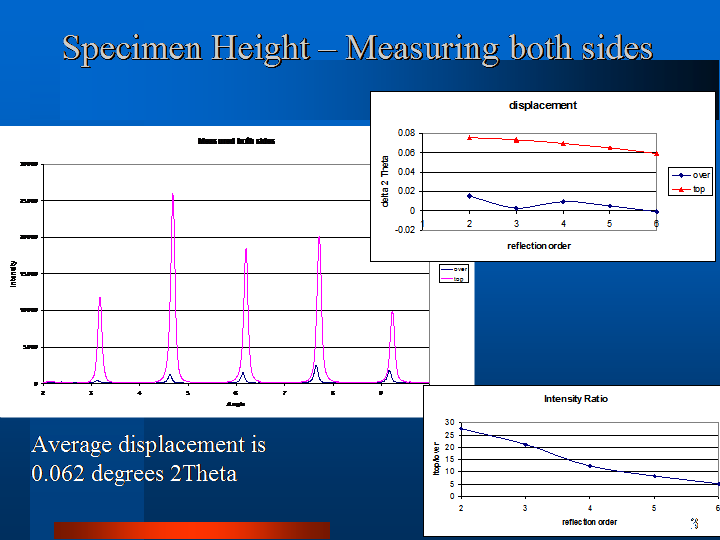 Specimen Height – Measuring both sides
displacement
0.08
0.06
0.04
0.02
0
-0.02
delta 2 Theta
1 2 3 4 5 6
reflection order
over
top
Measured both sides
30000
25000
20000
15000
10000
5000
0
Intensity
2 3 4 5 6 7 8 9
Angle
over
top
Intensity Ratio
30
25
20
15
10
5
0
Itop/Iover
2 3 4 5 6
reflection order
Average displacement is
0.062 degrees 2Theta